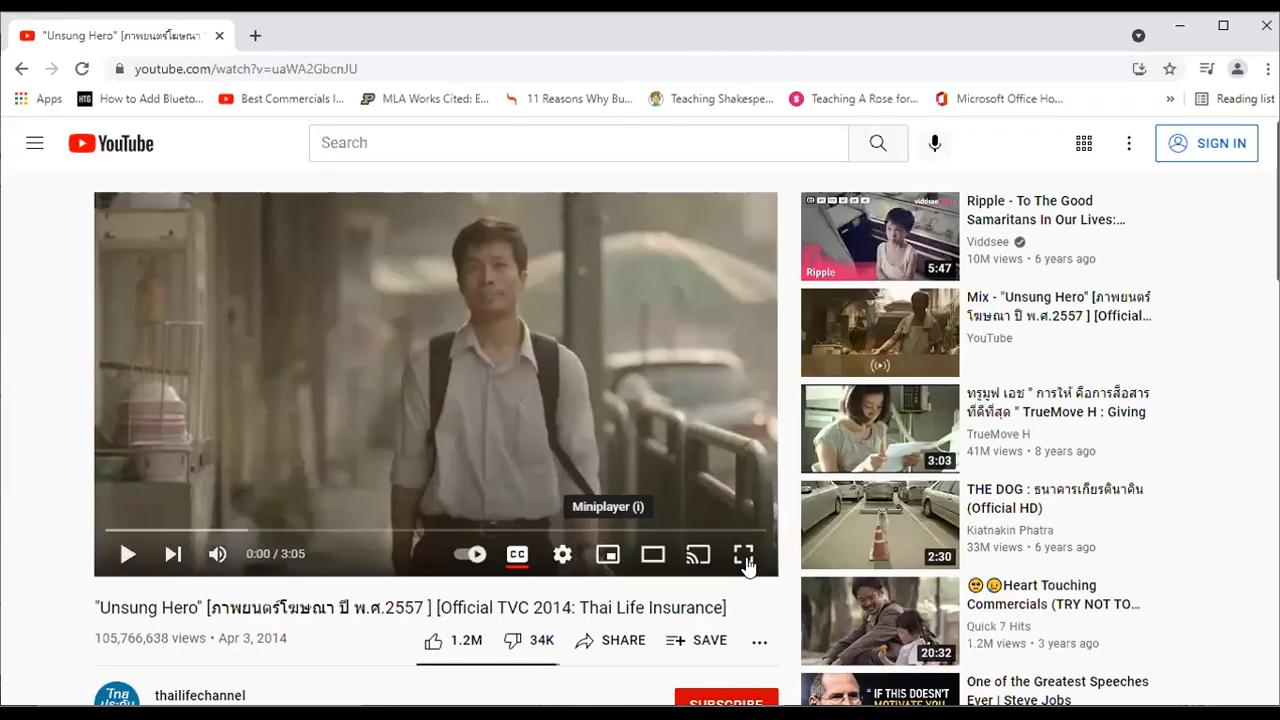 "Unsung Hero" [ภาพยนตร์โฆษณา
youtube.com/watch?v=uaWA2GbcnJU
Apps
HTG
How to Add Blueto...
Best Commercials I...
MLA Works Cited: E...
11 Reasons Why Bu...
Teaching Shakespe...
Teaching A Rose for...
Microsoft Office Ho...
»
Reading list
YouTube
Search
SIGN IN
Miniplayer (i)
0:00 / 3:05
CC
"Unsung Hero" [ภาพยนตร์โฆษณา ปี พ.ศ.2557 ] [Official TVC 2014: Thai Life Insurance]
105,766,638 views • Apr 3, 2014
1.2M
34K
SHARE
SAVE
ไทย
ประกัน
thailifechannel
SUBSCRIBE
viddsee
Ripple
5:47
Ripple - To The Good
Samaritans In Our Lives:...
Viddsee
10M views • 6 years ago
Mix - "Unsung Hero" [ภาพยนตร์
โฆษณา ปี พ.ศ.2557 ] [Official...
YouTube
3:03
ทรูมูฟ เอช " การให้ คือการสื่อสาร
ที่ดีที่สุด " TrueMove H : Giving
TrueMove H
41M views • 8 years ago
2:30
THE DOG : ธนาคารเกียรตินาคิน
(Official HD)
Kiatnakin Phatra
33M views • 6 years ago
20:32
🥺😥Heart Touching
Commercials (TRY NOT TO...
Quick 7 Hits
1.2M views • 3 years ago
" IF THIS DOESN'T
MOTIVATE YOU
One of the Greatest Speeches
Ever | Steve Jobs